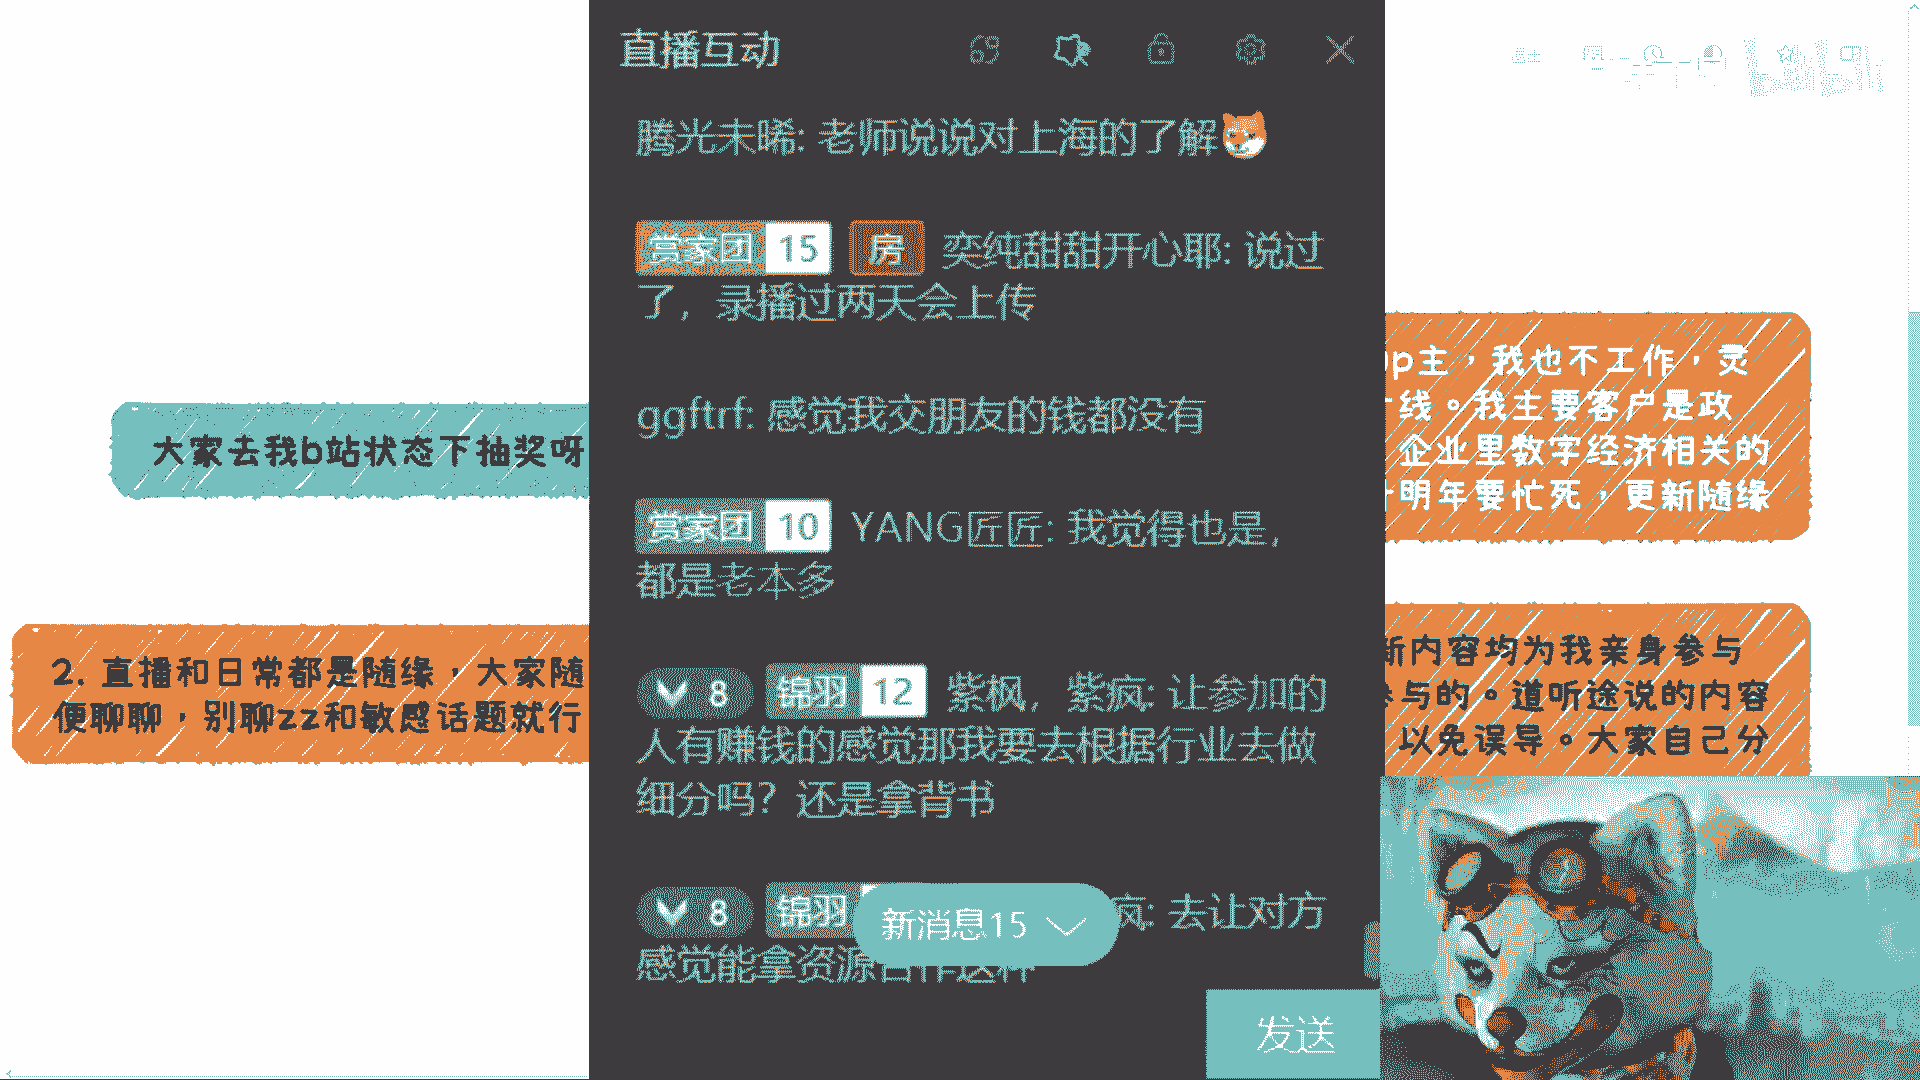 直播互动
腾光未晞: 老师说说对上海的了解
赏家团 15 房 奕纯甜甜开心耶: 说过
了，录播过两天会上传
ggftrf: 感觉我交朋友的钱都没有
赏家团 10 YANG匠匠: 我觉得也是，
都是老本多
8 锦羽 12 紫枫，紫疯: 让参加的
人有赚钱的感觉那我要去根据行业去做
细分吗？还是拿背书
8 锦羽 疯: 去让对方
感觉能拿资源合作这种
新消息15
发送
大家去我b站状态下抽奖呀
2. 直播和日常都是随缘，大家随
便聊聊，别聊zz和敏感话题就行
p主，我也不工作，灵
线。我主要客户是政
企业里数字经济相关的
明年要忙死，更新随缘
新内容均为我亲身参与
参与的。道听途说的内容
以免误导。大家自己分